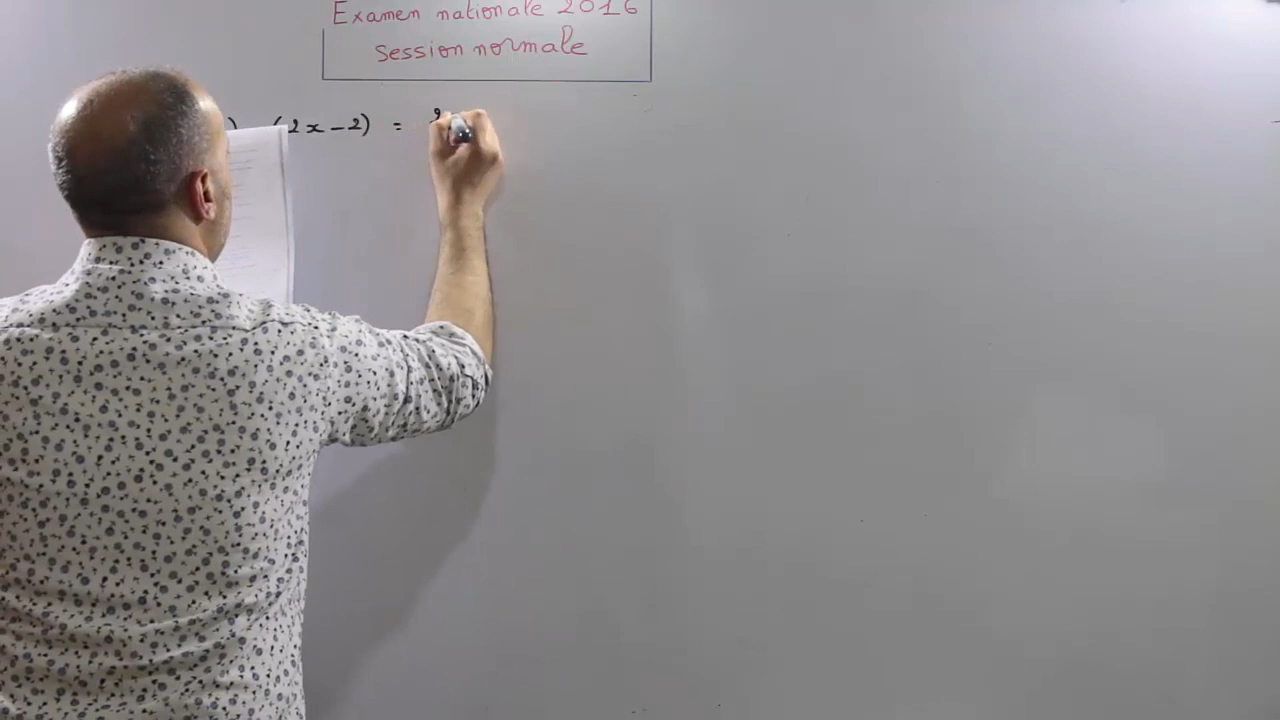 Examen nationale 2016
session normale
) (2x-2) =